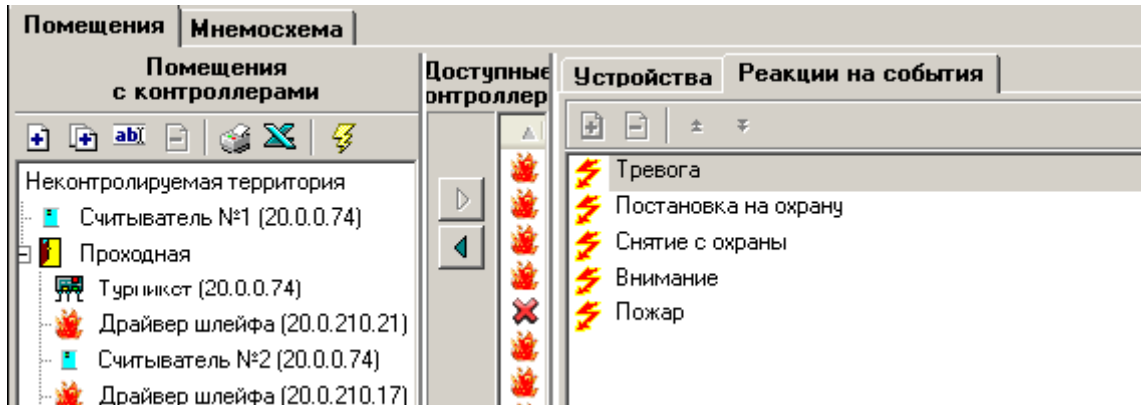 Помещения
Мнемосхема
Помещения
с контроллерами
Доступные
онтроллер
Устройства
Реакции на события
ab
Неконтролируемая территория
Считыватель №1 (20.0.0.74)
Проходная
Турникет (20.0.0.74)
Драйвер шлейфа (20.0.210.21)
Считыватель №2 (20.0.0.74)
Драйвер шлейфа (20.0.210.17)
Тревога
Постановка на охрану
Снятие с охраны
Внимание
Пожар